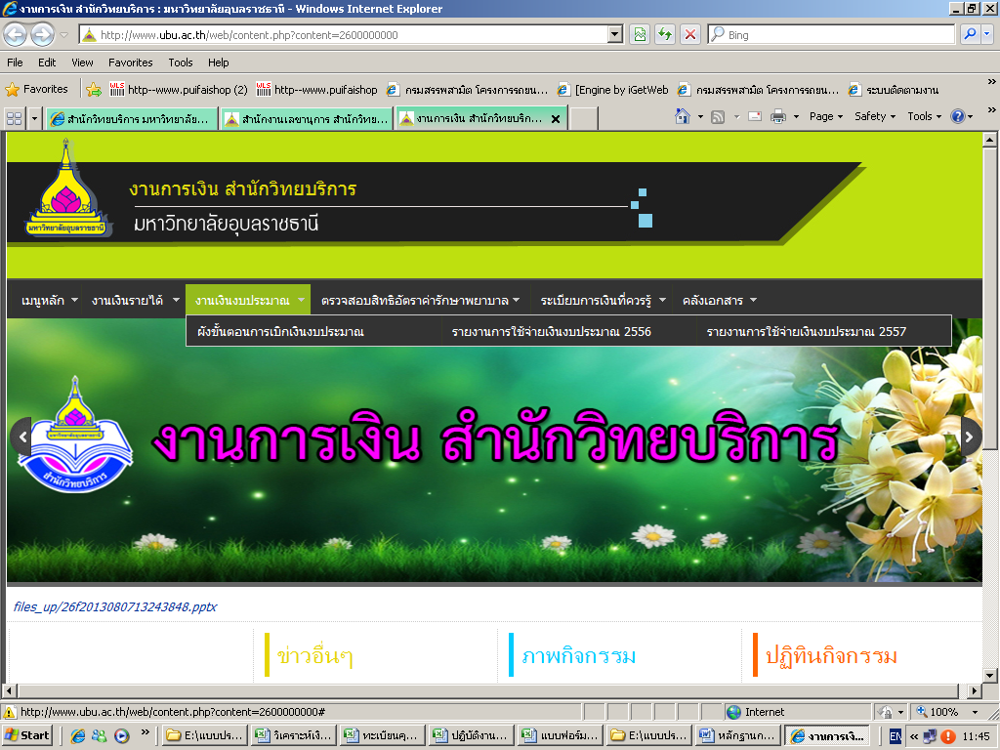 งานการเงิน สำนักวิทยบริการ : มหาวิทยาลัยอุบลราชธานี - Windows Internet Explorer
http://www.ubu.ac.th/web/content.php?content=2600000000
Bing
File Edit View Favorites Tools Help
Favorites http--www.puifaishop (2) http--www.puifaishop กรมสรรพสามิต โครงการรถยน... [Engine by iGetWeb กรมสรรพสามิต โครงการรถยน... ระบบติดตามงาน
สำนักวิทยบริการ มหาวิทยาลัย... สำนักงานเลขานุการ สำนักวิทย... งานการเงิน สำนักวิทยบริก... Page Safety Tools
งานการเงิน สำนักวิทยบริการ
มหาวิทยาลัยอุบลราชธานี
มหาวิทยาลัยอุบลราชธานี
เมนูหลัก งานเงินรายได้ งานเงินงบประมาณ ตรวจสอบสิทธิอัตราค่ารักษาพยาบาล ระเบียบการเงินที่ควรรู้ คลังเอกสาร
ผังขั้นตอนการเบิกเงินงบประมาณ รายงานการใช้จ่ายเงินงบประมาณ 2556 รายงานการใช้จ่ายเงินงบประมาณ 2557
งานการเงิน สำนักวิทยบริการ
มหาวิทยาลัยอุบลราชธานี
สำนักวิทยบริการ
files_up/26f2013080713243848.pptx
ข่าวอื่นๆ ภาพกิจกรรม ปฏิทินกิจกรรม
http://www.ubu.ac.th/web/content.php?content=2600000000# Internet 100%
Start E:\แบบปร... วิเคราะห์เงิ... ทะเบียนคุ... ปฏิบัติงาน... แบบฟอร์ม... E:\แบบปร... หลักฐานก... งานการเงิ... EN 11:45